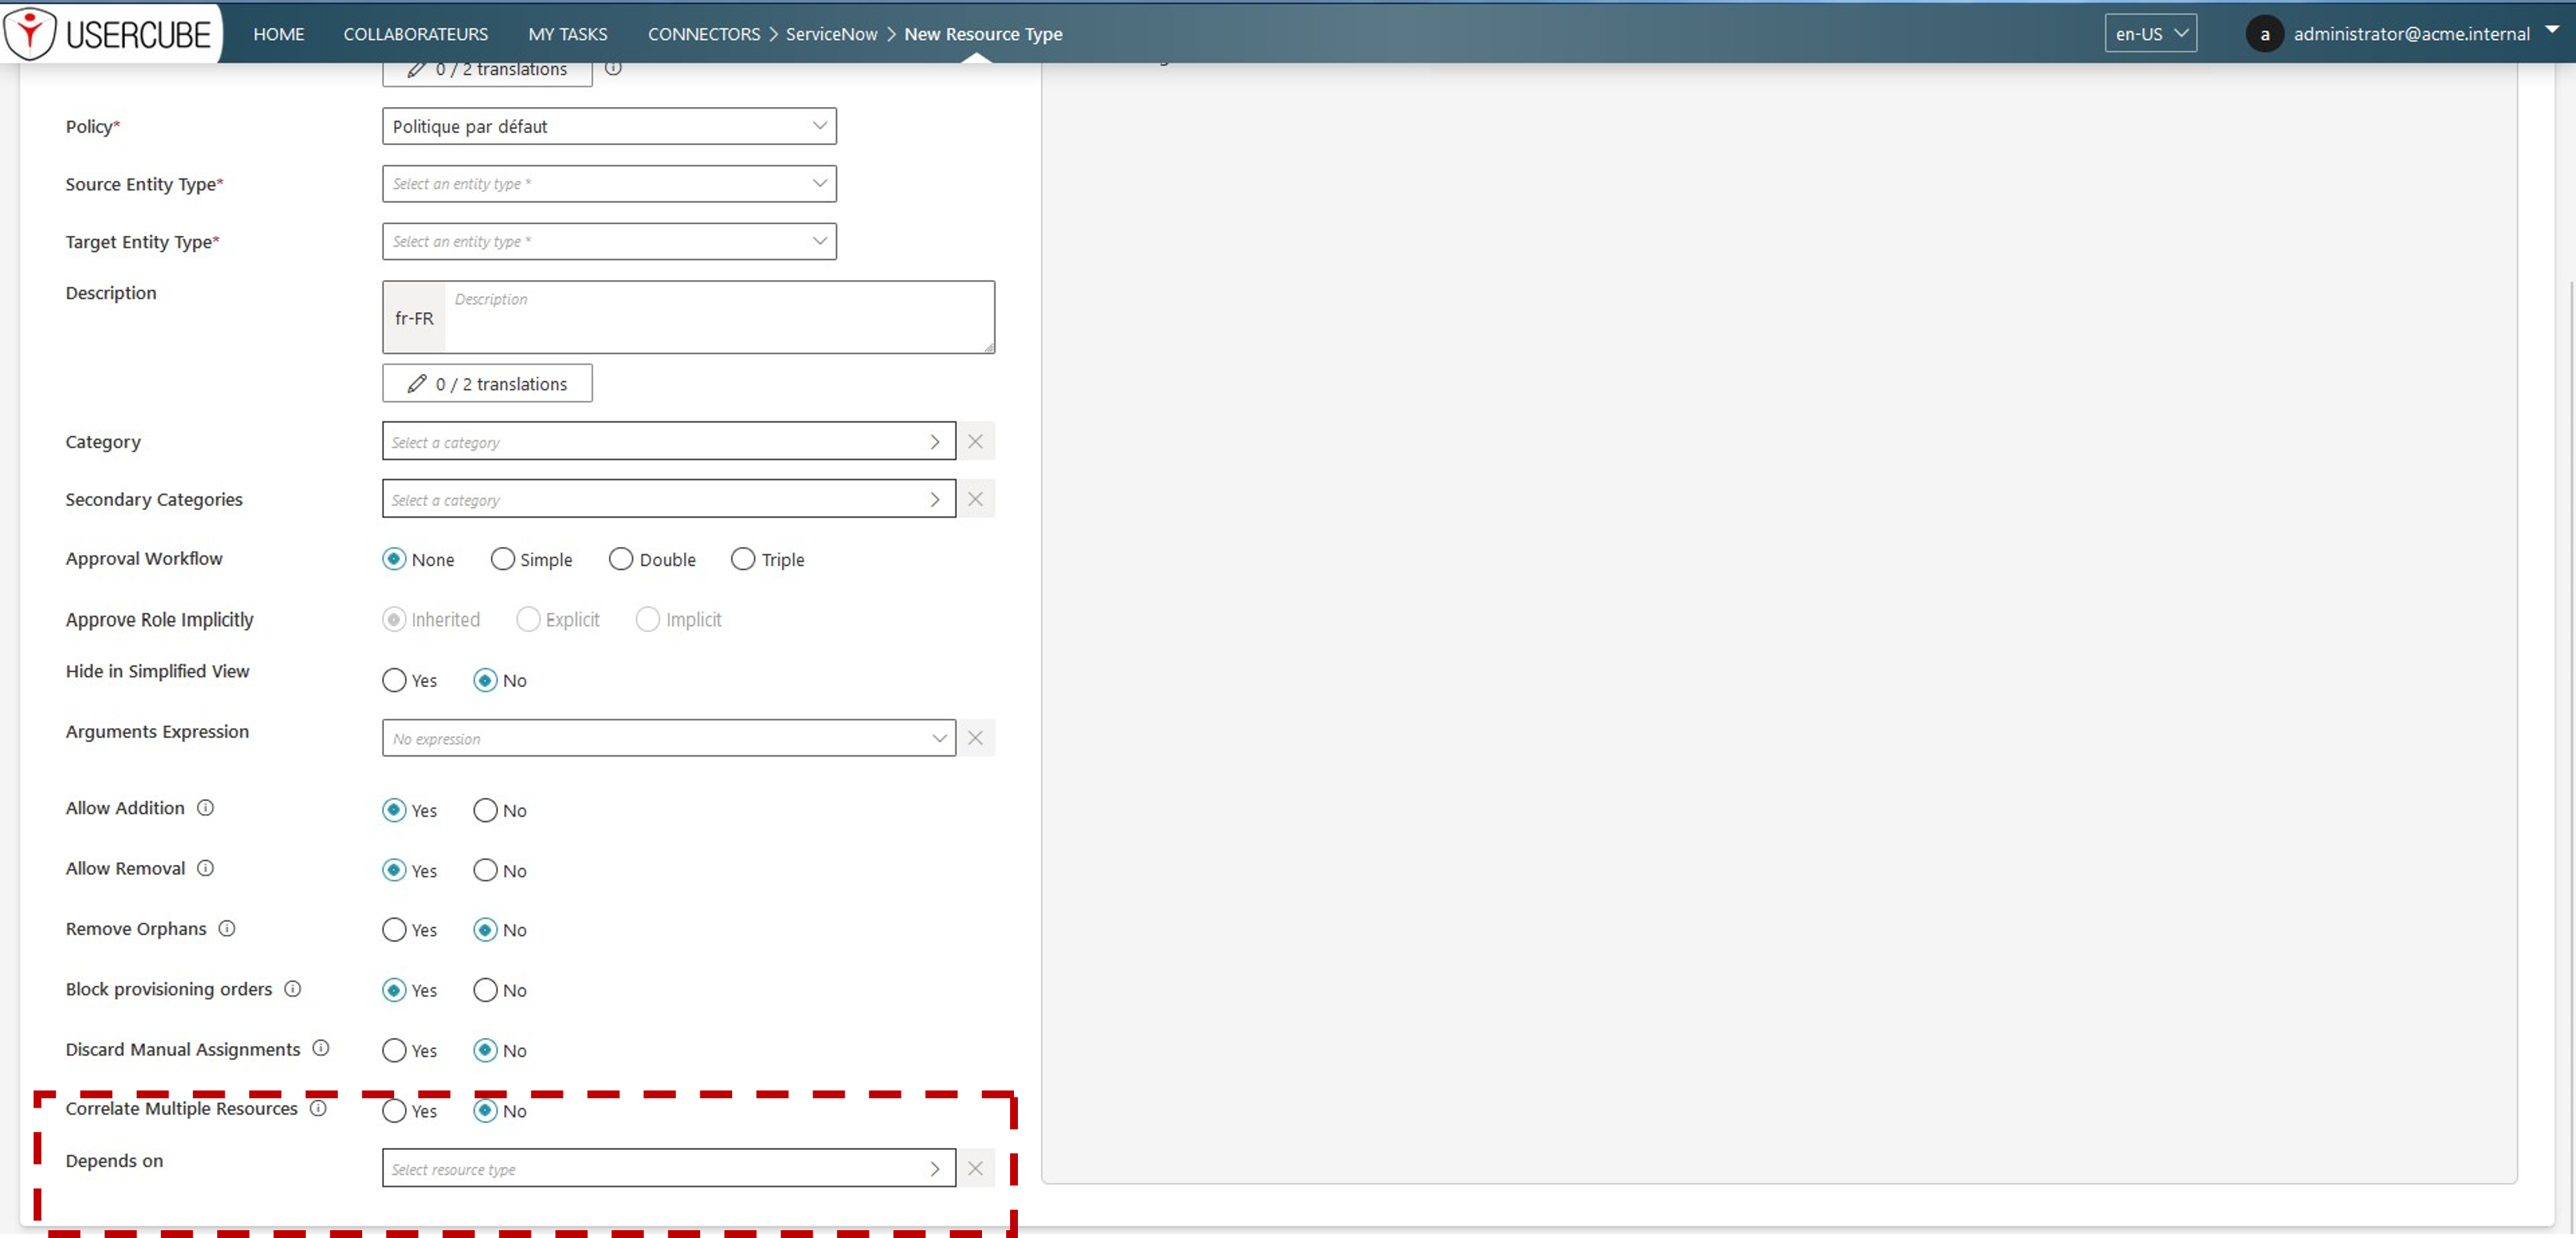 USERCUBE HOME COLLABORATEURS MY TASKS CONNECTORS > ServiceNow > New Resource Type en-US a administrator@acme.internal
0 / 2 translations
Policy* Politique par défaut
Source Entity Type* Select an entity type *
Target Entity Type* Select an entity type *
Description fr-FR Description
0 / 2 translations
Category Select a category
Secondary Categories Select a category
Approval Workflow None Simple Double Triple
Approve Role Implicitly Inherited Explicit Implicit
Hide in Simplified View Yes No
Arguments Expression No expression
Allow Addition Yes No
Allow Removal Yes No
Remove Orphans Yes No
Block provisioning orders Yes No
Discard Manual Assignments Yes No
Correlate Multiple Resources Yes No
Depends on Select resource type